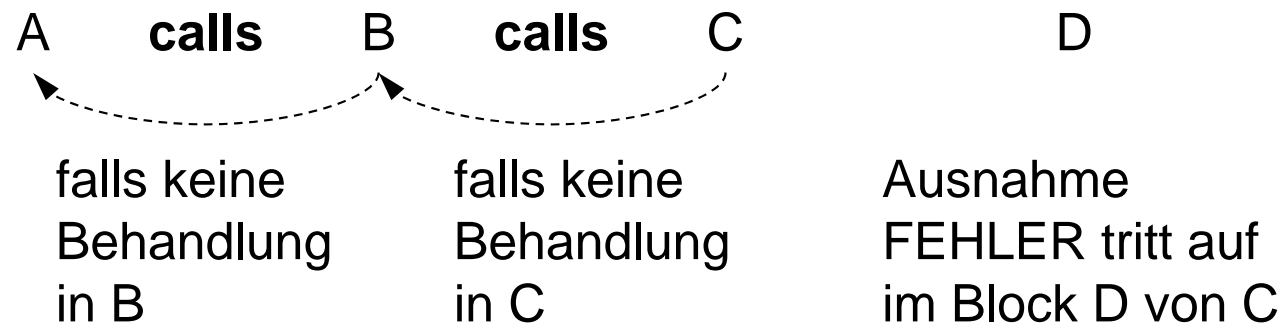 A calls B calls C D
falls keine falls keine Ausnahme
Behandlung Behandlung FEHLER tritt auf
in B in C im Block D von C